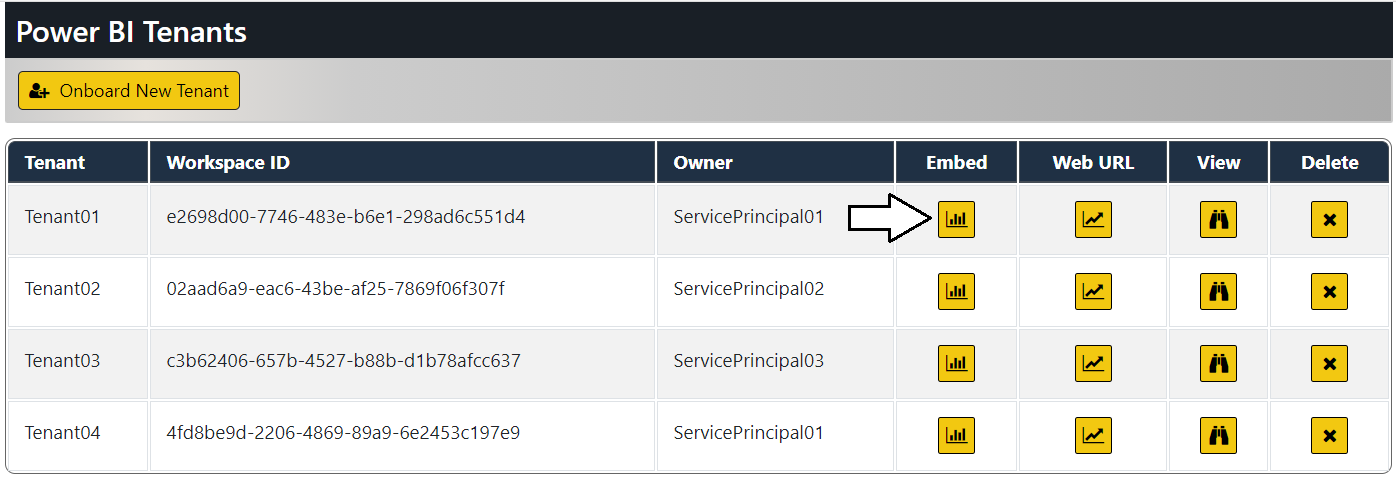 Power BI Tenants
Onboard New Tenant
Tenant Workspace ID Owner Embed Web URL View Delete
Tenant01 e2698d00-7746-483e-b6e1-298ad6c551d4 ServicePrincipal01
Tenant02 02aad6a9-eac6-43be-af25-7869f06f307f ServicePrincipal02
Tenant03 c3b62406-657b-4527-b88b-d1b78afcc637 ServicePrincipal03
Tenant04 4fd8be9d-2206-4869-89a9-6e2453c197e9 ServicePrincipal01